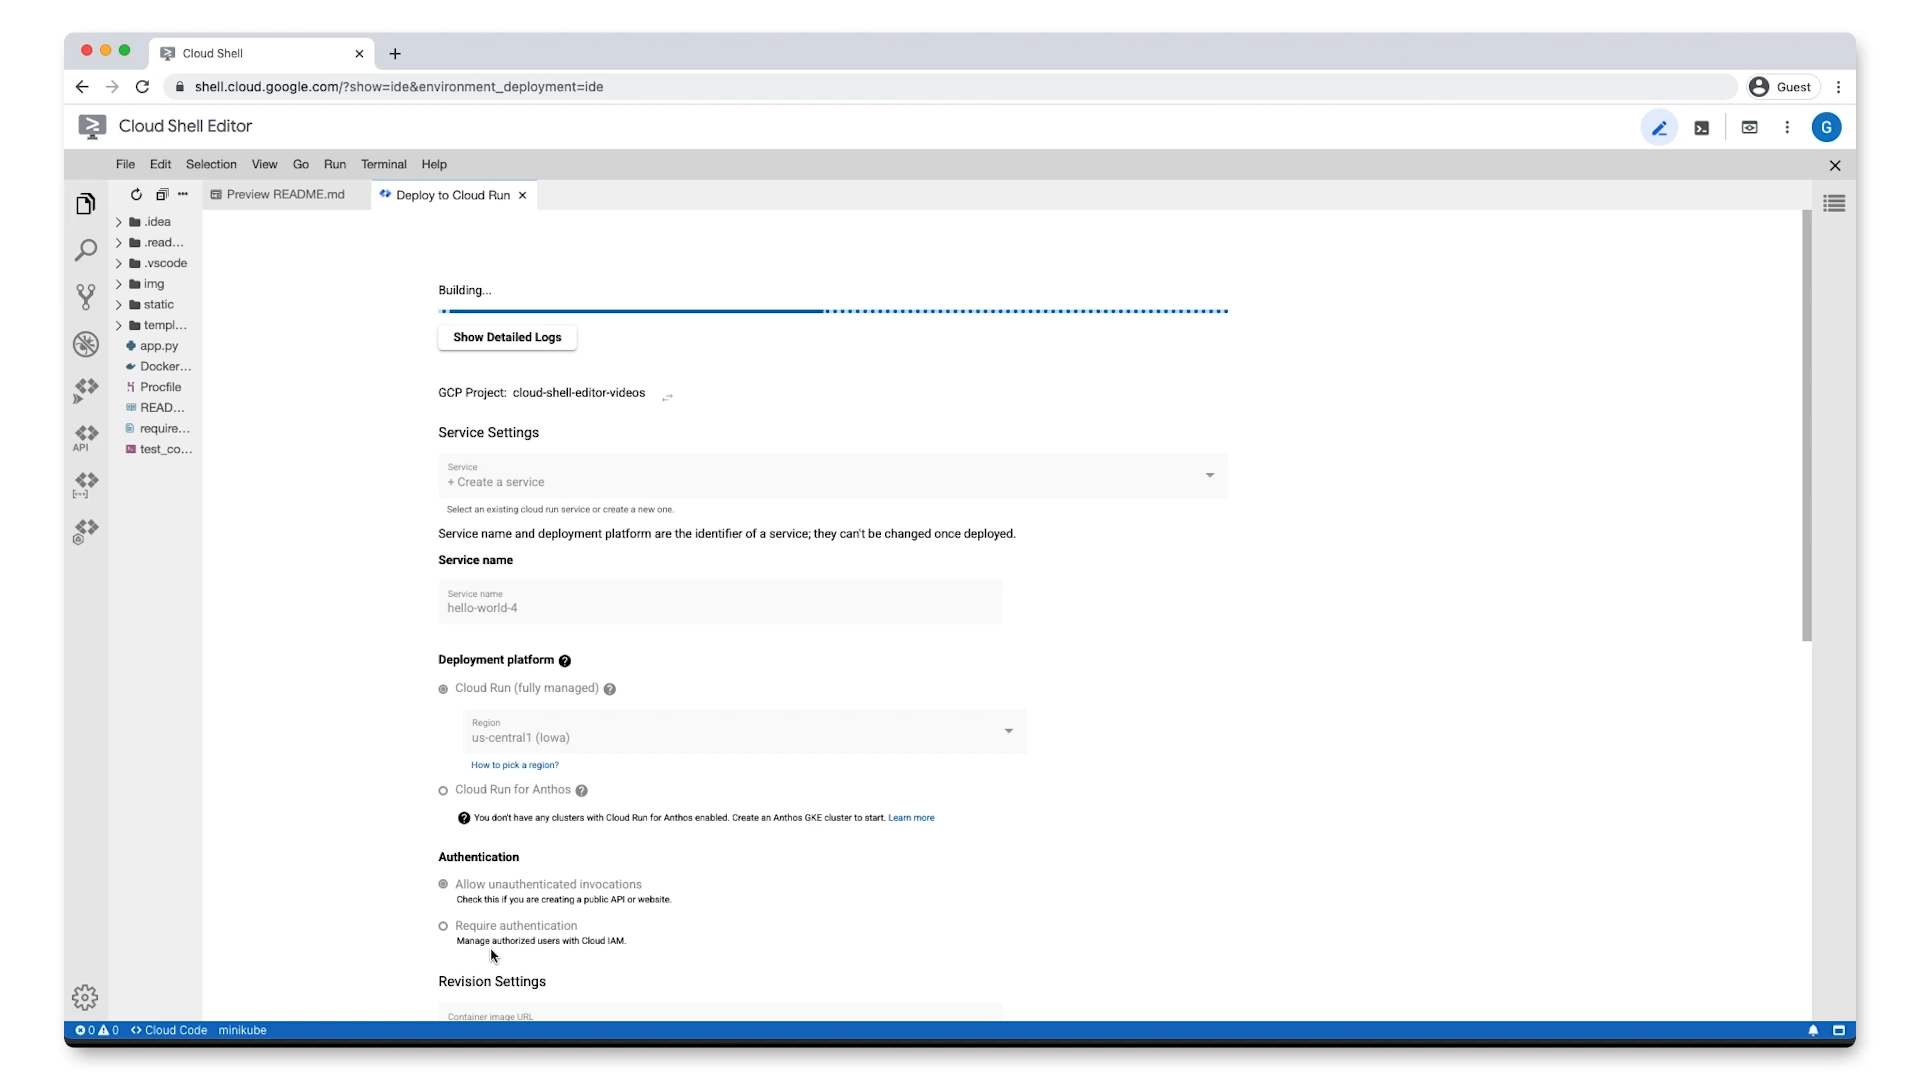 Cloud Shell
shell.cloud.google.com/?show=ide&environment_deployment=ide
Guest
Cloud Shell Editor
G
File Edit Selection View Go Run Terminal Help
Preview README.md
Deploy to Cloud Run
.idea
.read...
.vscode
img
static
templ...
app.py
Docker...
Procfile
READ...
require...
test_co...
API
Building...
Show Detailed Logs
GCP Project: cloud-shell-editor-videos
Service Settings
Service
+ Create a service
Select an existing cloud run service or create a new one.
Service name and deployment platform are the identifier of a service; they can't be changed once deployed.
Service name
Service name
hello-world-4
Deployment platform
Cloud Run (fully managed)
Region
us-central1 (Iowa)
How to pick a region?
Cloud Run for Anthos
You don't have any clusters with Cloud Run for Anthos enabled. Create an Anthos GKE cluster to start. Learn more
Authentication
Allow unauthenticated invocations
Check this if you are creating a public API or website.
Require authentication
Manage authorized users with Cloud IAM.
Revision Settings
Container image URL
0 0 Cloud Code minikube